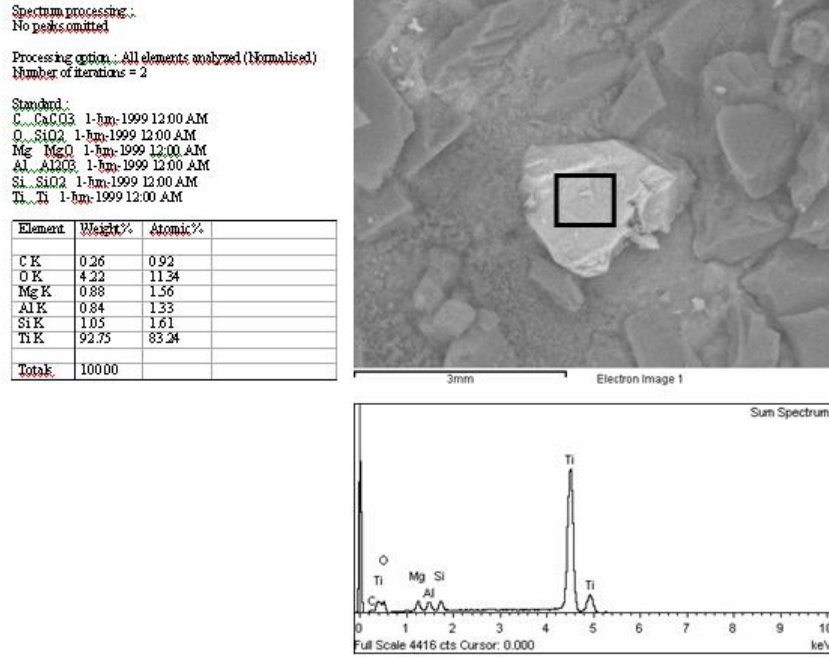 Spectrum processing :
No peaks omitted
Processing option : All elements analyzed (Normalised)
Number of iterations = 2
Standard :
C   CaCO3   1-Jun-1999 12:00 AM
O   SiO2   1-Jun-1999 12:00 AM
Mg   MgO   1-Jun-1999 12:00 AM
Al   Al2O3   1-Jun-1999 12:00 AM
Si   SiO2   1-Jun-1999 12:00 AM
Ti   Ti   1-Jun-1999 12:00 AM
Element Weight% Atomic%
C K 0.26 0.92
O K 4.22 11.34
Mg K 0.88 1.56
Al K 0.84 1.33
Si K 1.05 1.61
Ti K 92.75 83.24
Totals 100.00
3mm Electron Image 1
Sum Spectrum
Ti
O
Ti Mg Si
Al
C
Ti
0 1 2 3 4 5 6 7 8 9 10
Full Scale 4416 cts Cursor: 0.000 keV